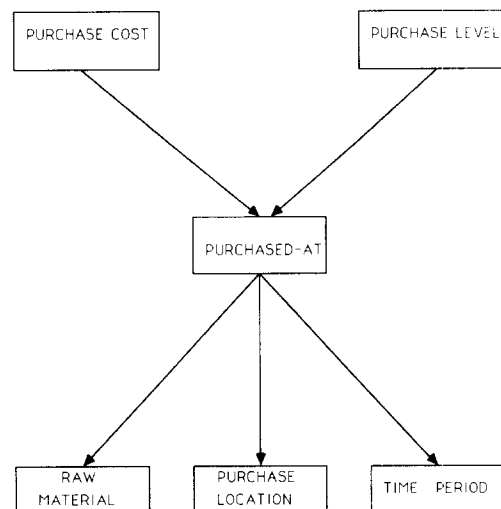 PURCHASE COST
PURCHASE LEVEL
PURCHASED-AT
RAW
MATERIAL
PURCHASE
LOCATION
TIME PERIOD